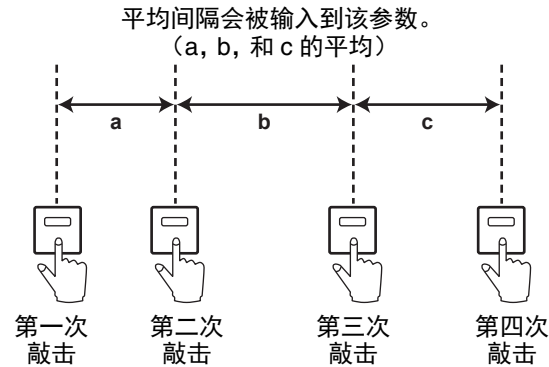 平均间隔会被输入到该参数。
（a, b, 和 c 的平均）
a b c
第一次 第二次 第三次 第四次
敲击 敲击 敲击 敲击